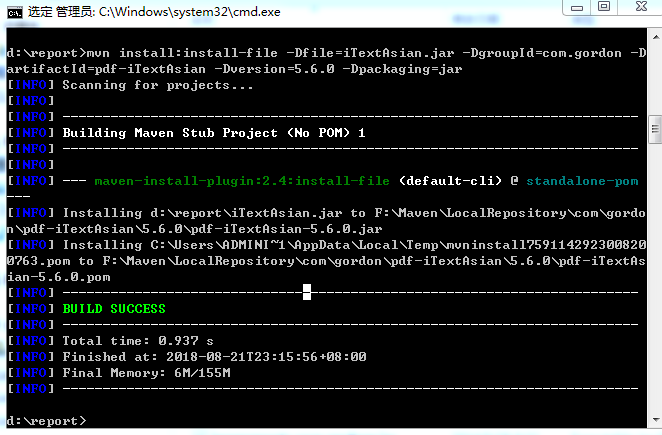 选定 管理员: C:\Windows\system32\cmd.exe
d:\report>mvn install:install-file -Dfile=iTextAsian.jar -DgroupId=com.gordon -D
artifactId=pdf-iTextAsian -Dversion=5.6.0 -Dpackaging=jar
[INFO] Scanning for projects...
[INFO]
[INFO] ------------------------------------------------------------------------
[INFO] Building Maven Stub Project (No POM) 1
[INFO] ------------------------------------------------------------------------
[INFO]
[INFO] --- maven-install-plugin:2.4:install-file (default-cli) @ standalone-pom
---
[INFO] Installing d:\report\iTextAsian.jar to F:\Maven\LocalRepository\com\gordo
n\pdf-iTextAsian\5.6.0\pdf-iTextAsian-5.6.0.jar
[INFO] Installing C:\Users\ADMINI~1\AppData\Local\Temp\mvninstall759114292300820
0763.pom to F:\Maven\LocalRepository\com\gordon\pdf-iTextAsian\5.6.0\pdf-iTextAs
ian-5.6.0.pom
[INFO] ------------------------------------------------------------------------
[INFO] BUILD SUCCESS
[INFO] ------------------------------------------------------------------------
[INFO] Total time: 0.937 s
[INFO] Finished at: 2018-08-21T23:15:56+08:00
[INFO] Final Memory: 6M/155M
[INFO] ------------------------------------------------------------------------
d:\report>